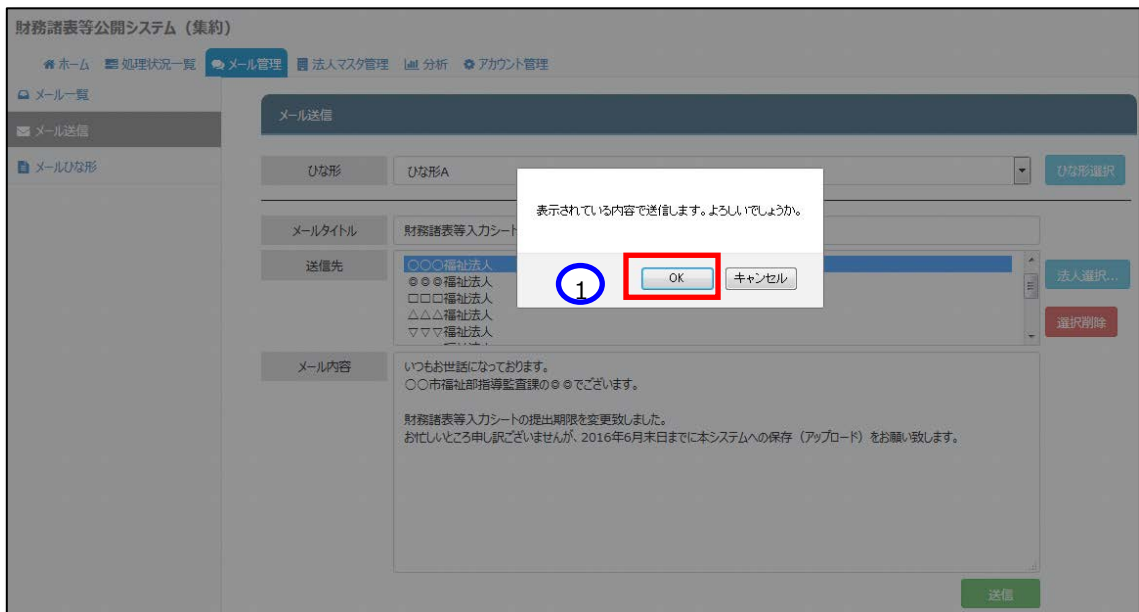 財務諸表等公開システム（集約）
ホーム 処理状況一覧 メール管理 法人マスタ管理 分析 アカウント管理
メール一覧
メール送信
メール送信
メールひな形
ひな形 ひな形A ひな形選択
表示されている内容で送信します。よろしいでしょうか。
メールタイトル 財務諸表等入力シート
送信先 〇〇〇福祉法人 法人選択...
◎◎◎福祉法人
□□□福祉法人
△△△福祉法人
▽▽▽福祉法人
1 OK キャンセル
選択削除
メール内容 いつもお世話になっております。
〇〇市福祉部指導監査課の◎◎でございます。
財務諸表等入力シートの提出期限を変更致しました。
お忙しいところ申し訳ございませんが、2016年6月末日までに本システムへの保存（アップロード）をお願い致します。
送信